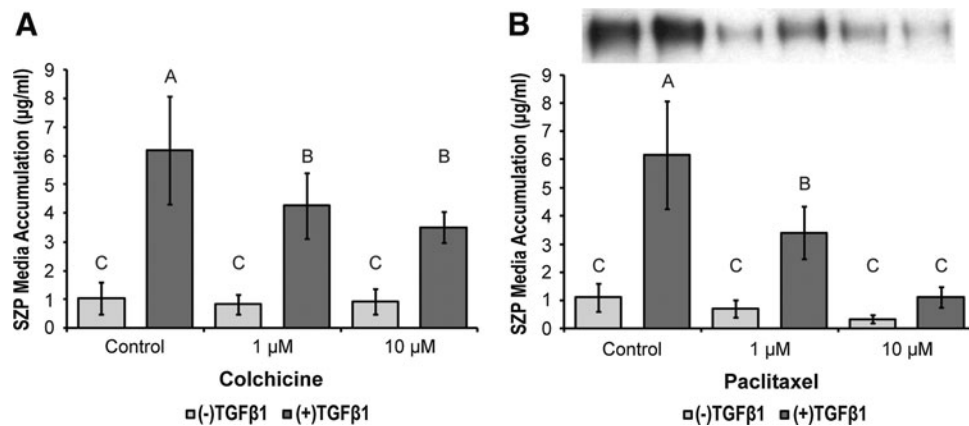 A
SZP Media Accumulation (µg/ml)
9
8
7
6
5
4
3
2
1
0
C
A
C
B
C
B
Control
1 µM
10 µM
Colchicine
(-)TGFβ1
(+)TGFβ1
B
SZP Media Accumulation (µg/ml)
9
8
7
6
5
4
3
2
1
0
C
A
C
B
C
C
Control
1 µM
10 µM
Paclitaxel
(-)TGFβ1
(+)TGFβ1